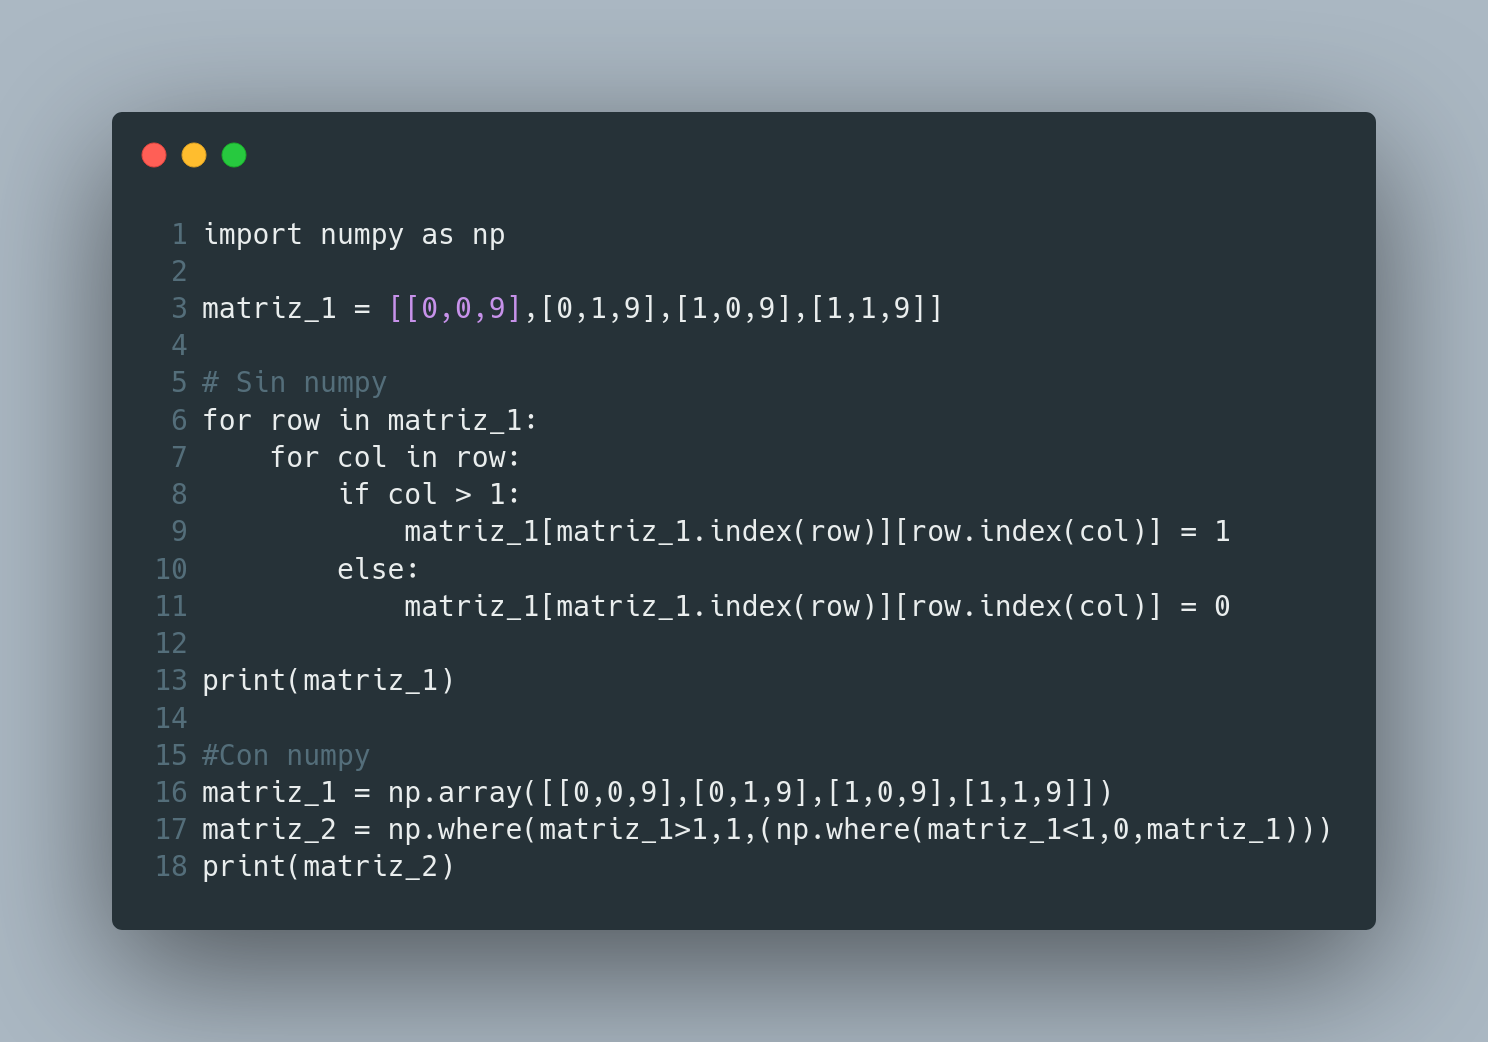 1 import numpy as np
2
3 matriz_1 = [[0,0,9],[0,1,9],[1,0,9],[1,1,9]]
4
5 # Sin numpy
6 for row in matriz_1:
7     for col in row:
8         if col > 1:
9             matriz_1[matriz_1.index(row)][row.index(col)] = 1
10         else:
11             matriz_1[matriz_1.index(row)][row.index(col)] = 0
12
13 print(matriz_1)
14
15 #Con numpy
16 matriz_1 = np.array([[0,0,9],[0,1,9],[1,0,9],[1,1,9]])
17 matriz_2 = np.where(matriz_1>1,1,(np.where(matriz_1<1,0,matriz_1)))
18 print(matriz_2)